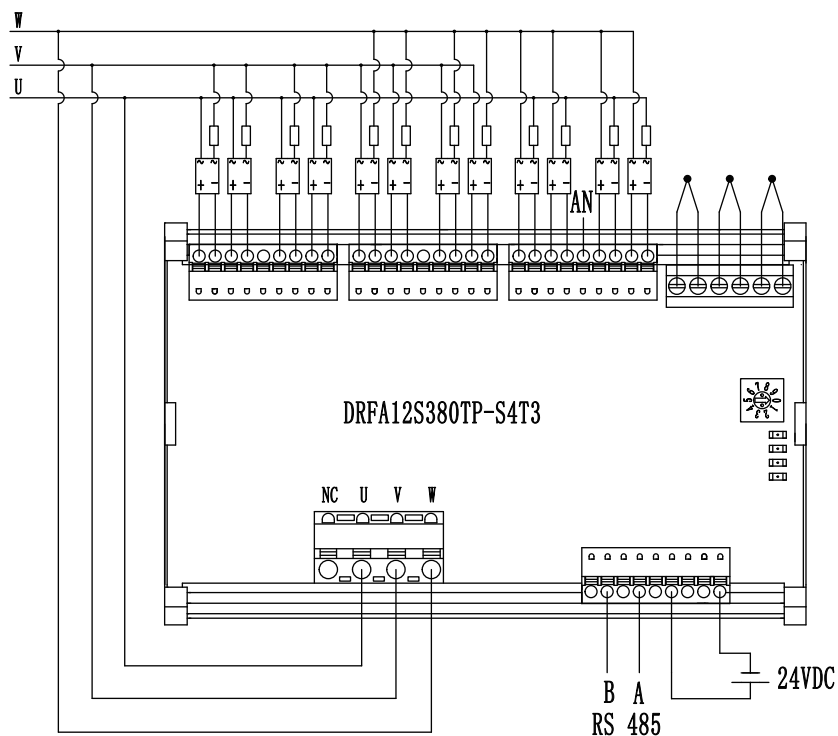 W
V
U
AN
DRFA12S380TP-S4T3
NC U V W
B A
RS 485
24VDC